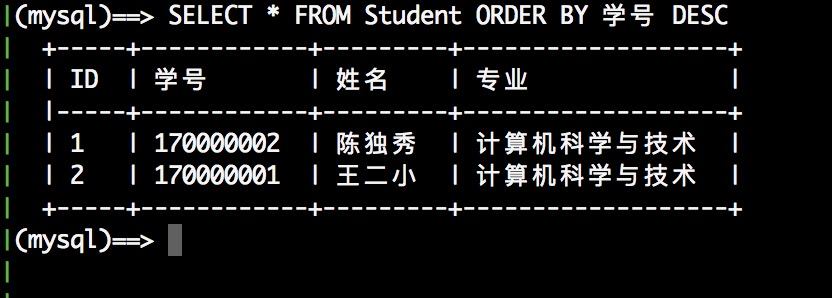 (mysql)==> SELECT * FROM Student ORDER BY 学号 DESC
+-----+------------+---------+-------------------+
| ID | 学号 | 姓名 | 专业 |
|-----+------------+---------+-------------------+
| 1 | 170000002 | 陈独秀 | 计算机科学与技术 |
| 2 | 170000001 | 王二小 | 计算机科学与技术 |
+-----+------------+---------+-------------------+
(mysql)==>